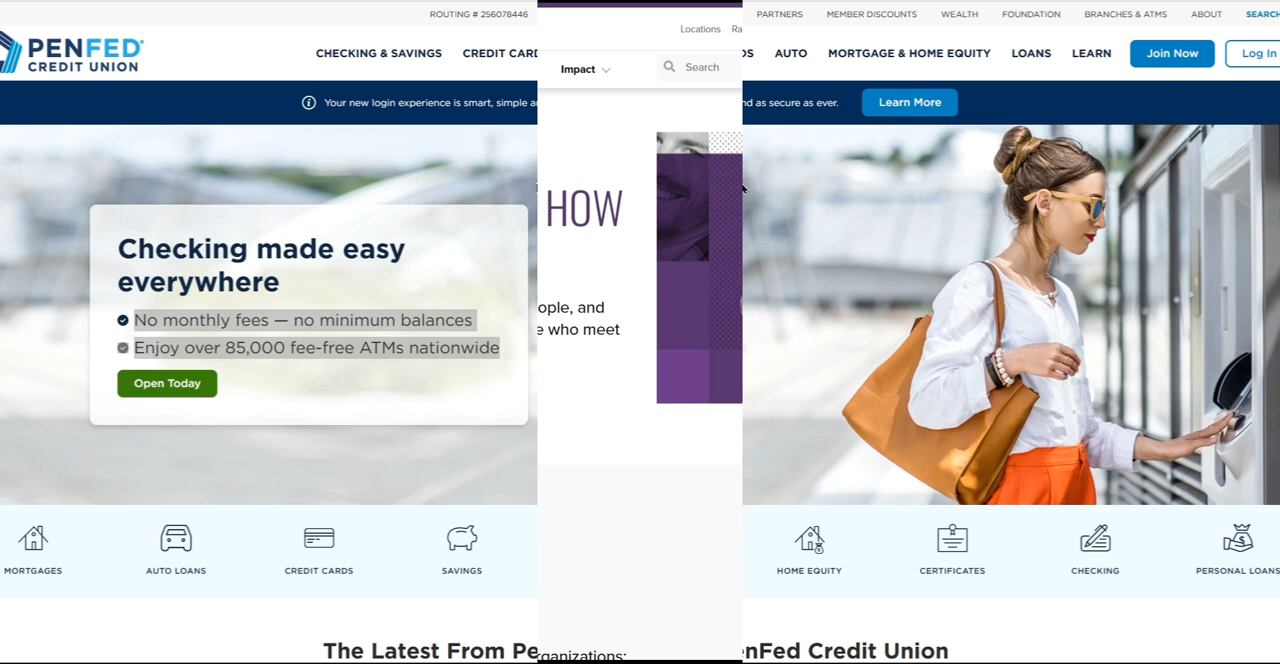 ROUTING # 256078446
PARTNERS MEMBER DISCOUNTS WEALTH FOUNDATION BRANCHES & ATMS ABOUT SEARCH
Locations Ra
PENFED
CREDIT UNION
CHECKING & SAVINGS CREDIT CARD
DS AUTO MORTGAGE & HOME EQUITY LOANS LEARN Join Now Log In
Impact Search
Your new login experience is smart, simple a
nd as secure as ever. Learn More
HOW
Checking made easy
everywhere
No monthly fees — no minimum balances
Enjoy over 85,000 fee-free ATMs nationwide
Open Today
ople, and
e who meet
MORTGAGES AUTO LOANS CREDIT CARDS SAVINGS
HOME EQUITY CERTIFICATES CHECKING PERSONAL LOANS
The Latest From Pe
nFed Credit Union
rganizations: